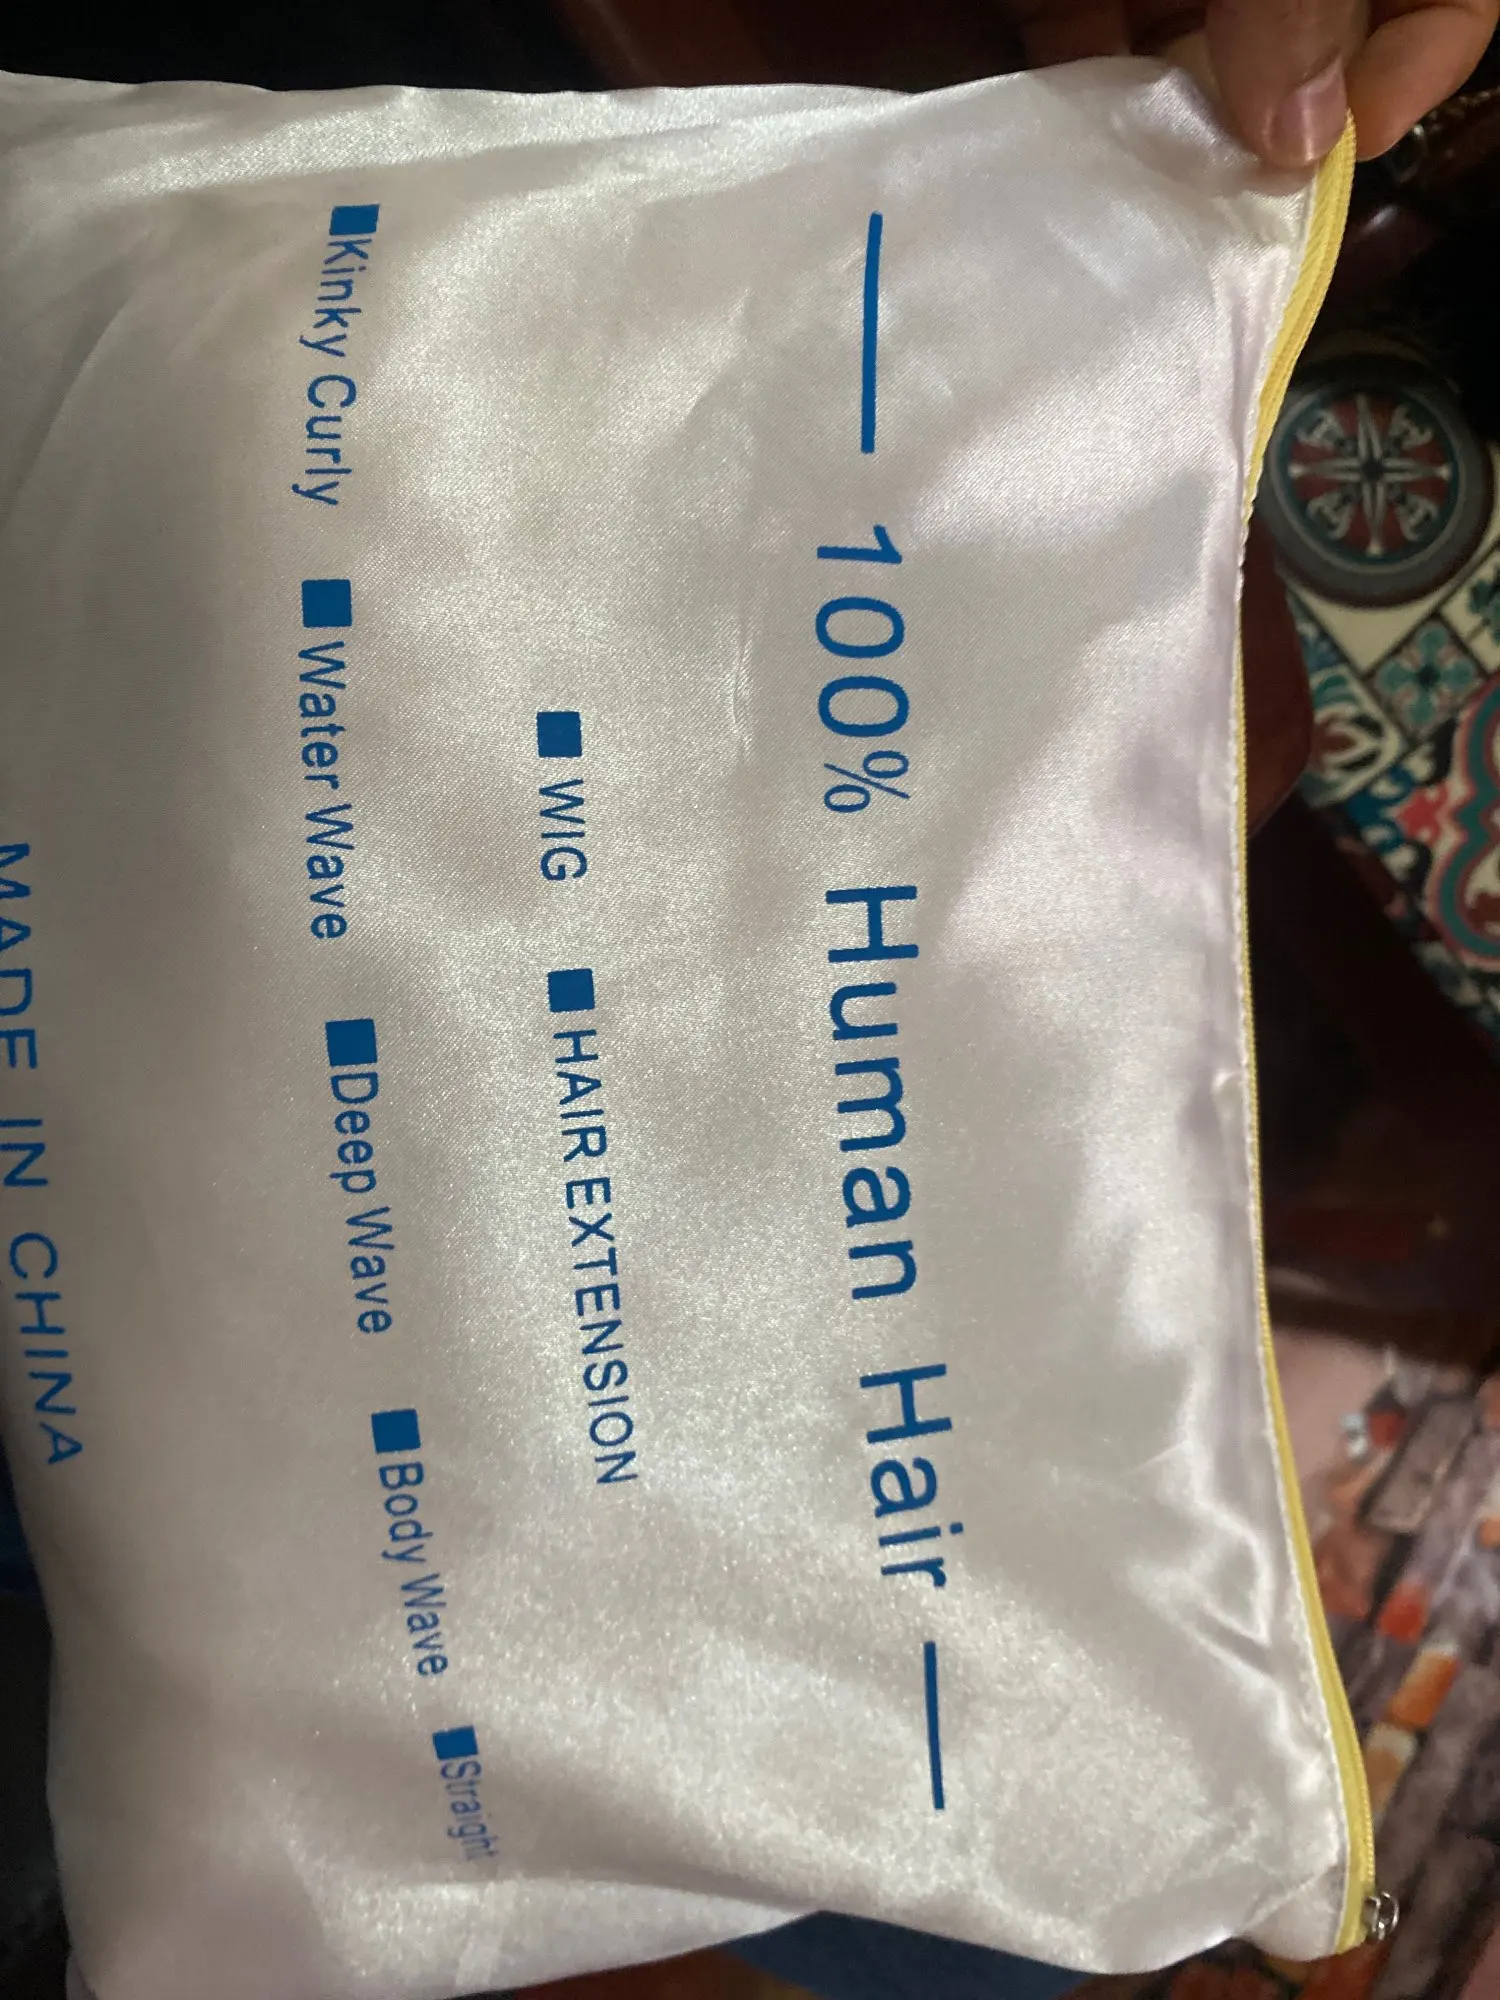 — 100% Human Hair —
■ WIG ■ HAIR EXTENSION
■Kinky Curly ■Water Wave ■Deep Wave ■Body Wave ■Straight
MADE IN CHINA